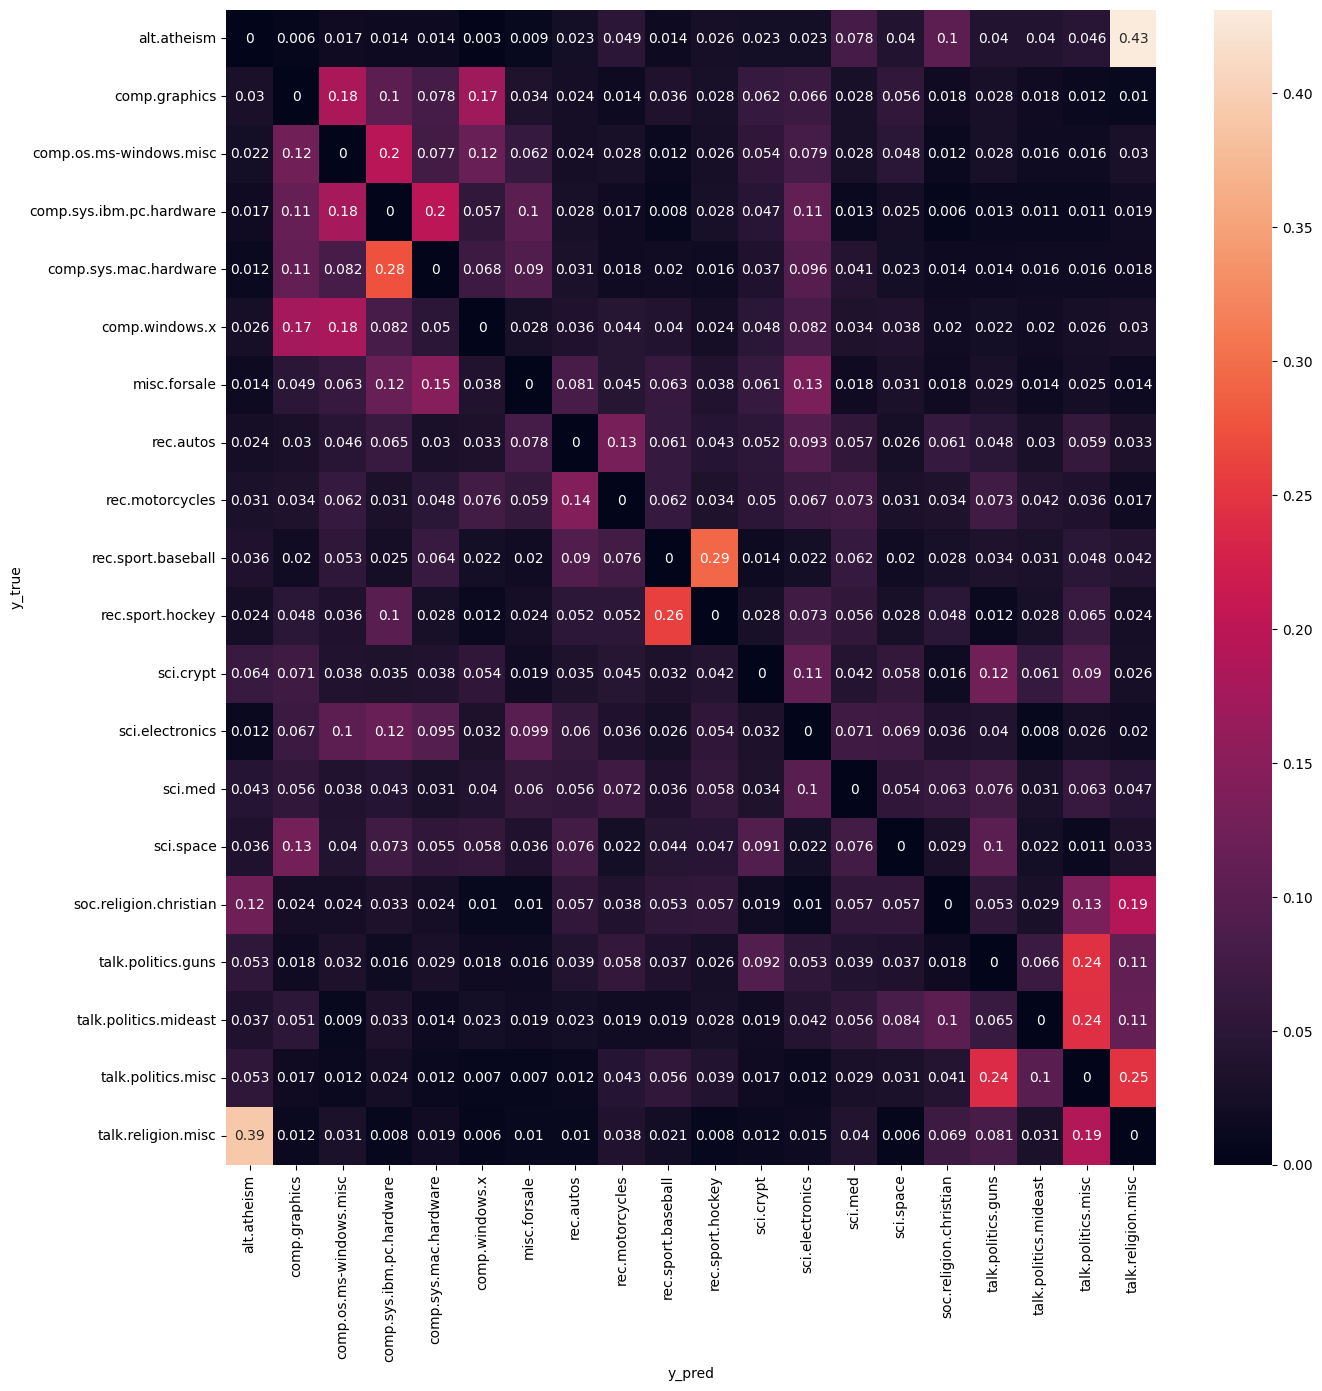 alt.atheism 0 0.006 0.017 0.014 0.014 0.003 0.009 0.023 0.049 0.014 0.026 0.023 0.023 0.078 0.04 0.1 0.04 0.04 0.046 0.43
comp.graphics 0.03 0 0.18 0.1 0.078 0.17 0.034 0.024 0.014 0.036 0.028 0.062 0.066 0.028 0.056 0.018 0.028 0.018 0.012 0.01
comp.os.ms-windows.misc 0.022 0.12 0 0.2 0.077 0.12 0.062 0.024 0.028 0.012 0.026 0.054 0.079 0.028 0.048 0.012 0.028 0.016 0.016 0.03
comp.sys.ibm.pc.hardware 0.017 0.11 0.18 0 0.2 0.057 0.1 0.028 0.017 0.008 0.028 0.047 0.11 0.013 0.025 0.006 0.013 0.011 0.011 0.019
comp.sys.mac.hardware 0.012 0.11 0.082 0.28 0 0.068 0.09 0.031 0.018 0.02 0.016 0.037 0.096 0.041 0.023 0.014 0.014 0.016 0.016 0.018
comp.windows.x 0.026 0.17 0.18 0.082 0.05 0 0.028 0.036 0.044 0.04 0.024 0.048 0.082 0.034 0.038 0.02 0.022 0.02 0.026 0.03
misc.forsale 0.014 0.049 0.063 0.12 0.15 0.038 0 0.081 0.045 0.063 0.038 0.061 0.13 0.018 0.031 0.018 0.029 0.014 0.025 0.014
rec.autos 0.024 0.03 0.046 0.065 0.03 0.033 0.078 0 0.13 0.061 0.043 0.052 0.093 0.057 0.026 0.061 0.048 0.03 0.059 0.033
rec.motorcycles 0.031 0.034 0.062 0.031 0.048 0.076 0.059 0.14 0 0.062 0.034 0.05 0.067 0.073 0.031 0.034 0.073 0.042 0.036 0.017
rec.sport.baseball 0.036 0.02 0.053 0.025 0.064 0.022 0.02 0.09 0.076 0 0.29 0.014 0.022 0.062 0.02 0.028 0.034 0.031 0.048 0.042
rec.sport.hockey 0.024 0.048 0.036 0.1 0.028 0.012 0.024 0.052 0.052 0.26 0 0.028 0.073 0.056 0.028 0.048 0.012 0.028 0.065 0.024
sci.crypt 0.064 0.071 0.038 0.035 0.038 0.054 0.019 0.035 0.045 0.032 0.042 0 0.11 0.042 0.058 0.016 0.12 0.061 0.09 0.026
sci.electronics 0.012 0.067 0.1 0.12 0.095 0.032 0.099 0.06 0.036 0.026 0.054 0.032 0 0.071 0.069 0.036 0.04 0.008 0.026 0.02
sci.med 0.043 0.056 0.038 0.043 0.031 0.04 0.06 0.056 0.072 0.036 0.058 0.034 0.1 0 0.054 0.063 0.076 0.031 0.063 0.047
sci.space 0.036 0.13 0.04 0.073 0.055 0.058 0.036 0.076 0.022 0.044 0.047 0.091 0.022 0.076 0 0.029 0.1 0.022 0.011 0.033
soc.religion.christian 0.12 0.024 0.024 0.033 0.024 0.01 0.01 0.057 0.038 0.053 0.057 0.019 0.01 0.057 0.057 0 0.053 0.029 0.13 0.19
talk.politics.guns 0.053 0.018 0.032 0.016 0.029 0.018 0.016 0.039 0.058 0.037 0.026 0.092 0.053 0.039 0.037 0.018 0 0.066 0.24 0.11
talk.politics.mideast 0.037 0.051 0.009 0.033 0.014 0.023 0.019 0.023 0.019 0.019 0.028 0.019 0.042 0.056 0.084 0.1 0.065 0 0.24 0.11
talk.politics.misc 0.053 0.017 0.012 0.024 0.012 0.007 0.007 0.012 0.043 0.056 0.039 0.017 0.012 0.029 0.031 0.041 0.24 0.1 0 0.25
talk.religion.misc 0.39 0.012 0.031 0.008 0.019 0.006 0.01 0.01 0.038 0.021 0.008 0.012 0.015 0.04 0.006 0.069 0.081 0.031 0.19 0
y_true
alt.atheism
comp.graphics
comp.os.ms-windows.misc
comp.sys.ibm.pc.hardware
comp.sys.mac.hardware
comp.windows.x
misc.forsale
rec.autos
rec.motorcycles
rec.sport.baseball
rec.sport.hockey
sci.crypt
sci.electronics
sci.med
sci.space
soc.religion.christian
talk.politics.guns
talk.politics.mideast
talk.politics.misc
talk.religion.misc
y_pred
0.40
0.35
0.30
0.25
0.20
0.15
0.10
0.05
0.00